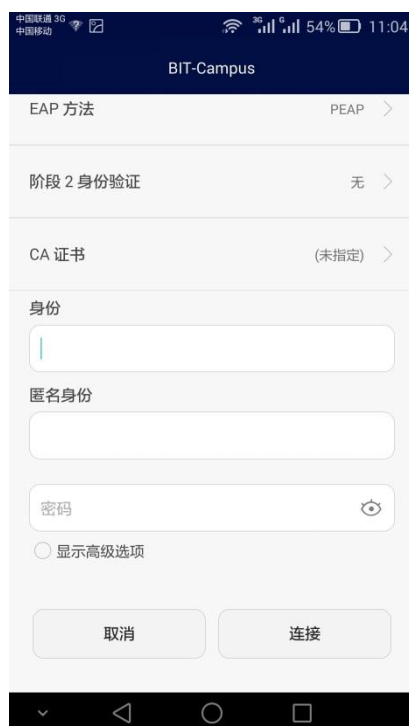 中国联通 3G
中国移动
3G G 54% 11:04
BIT-Campus
EAP 方法 PEAP
阶段 2 身份验证 无
CA 证书 (未指定)
身份
匿名身份
密码
显示高级选项
取消 连接